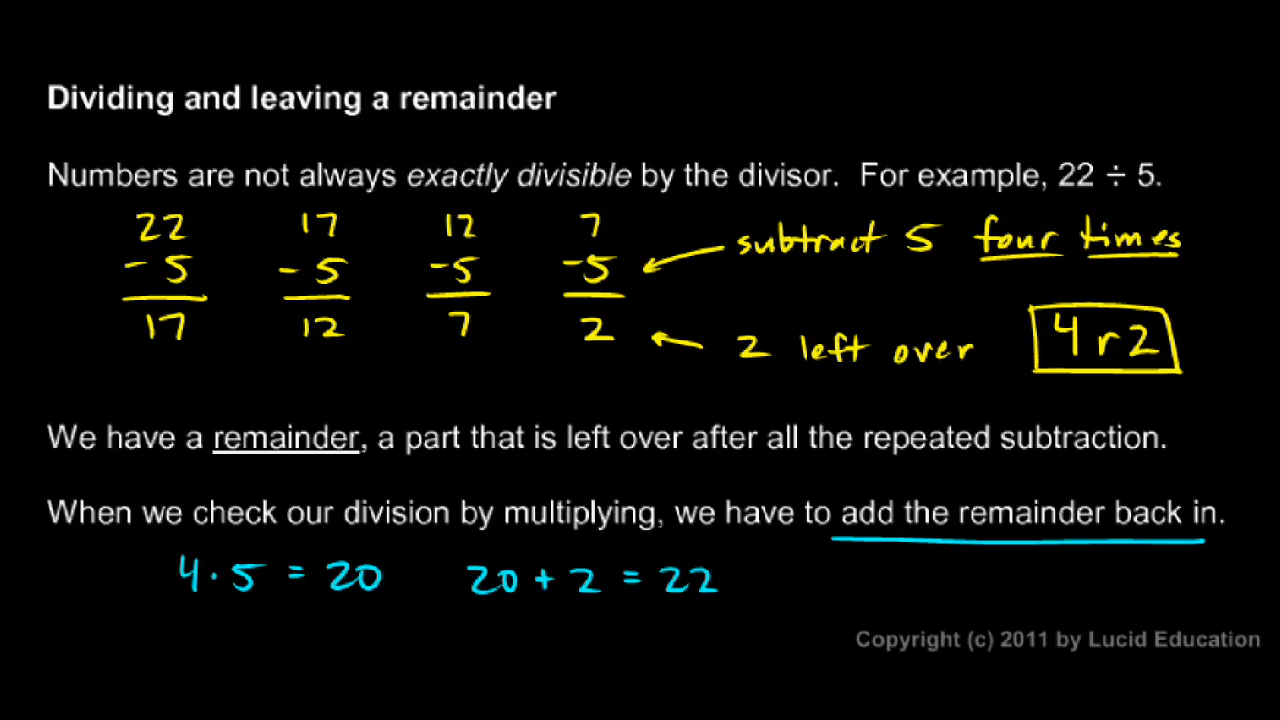 Dividing and leaving a remainder
Numbers are not always exactly divisible by the divisor. For example, 22 ÷ 5.
22 17 12 7
- 5 - 5 -5 -5 subtract 5 four times
17 12 7 2
2 left over 4 r 2
We have a remainder, a part that is left over after all the repeated subtraction.
When we check our division by multiplying, we have to add the remainder back in.
4 · 5 = 20 20 + 2 = 22
Copyright (c) 2011 by Lucid Education